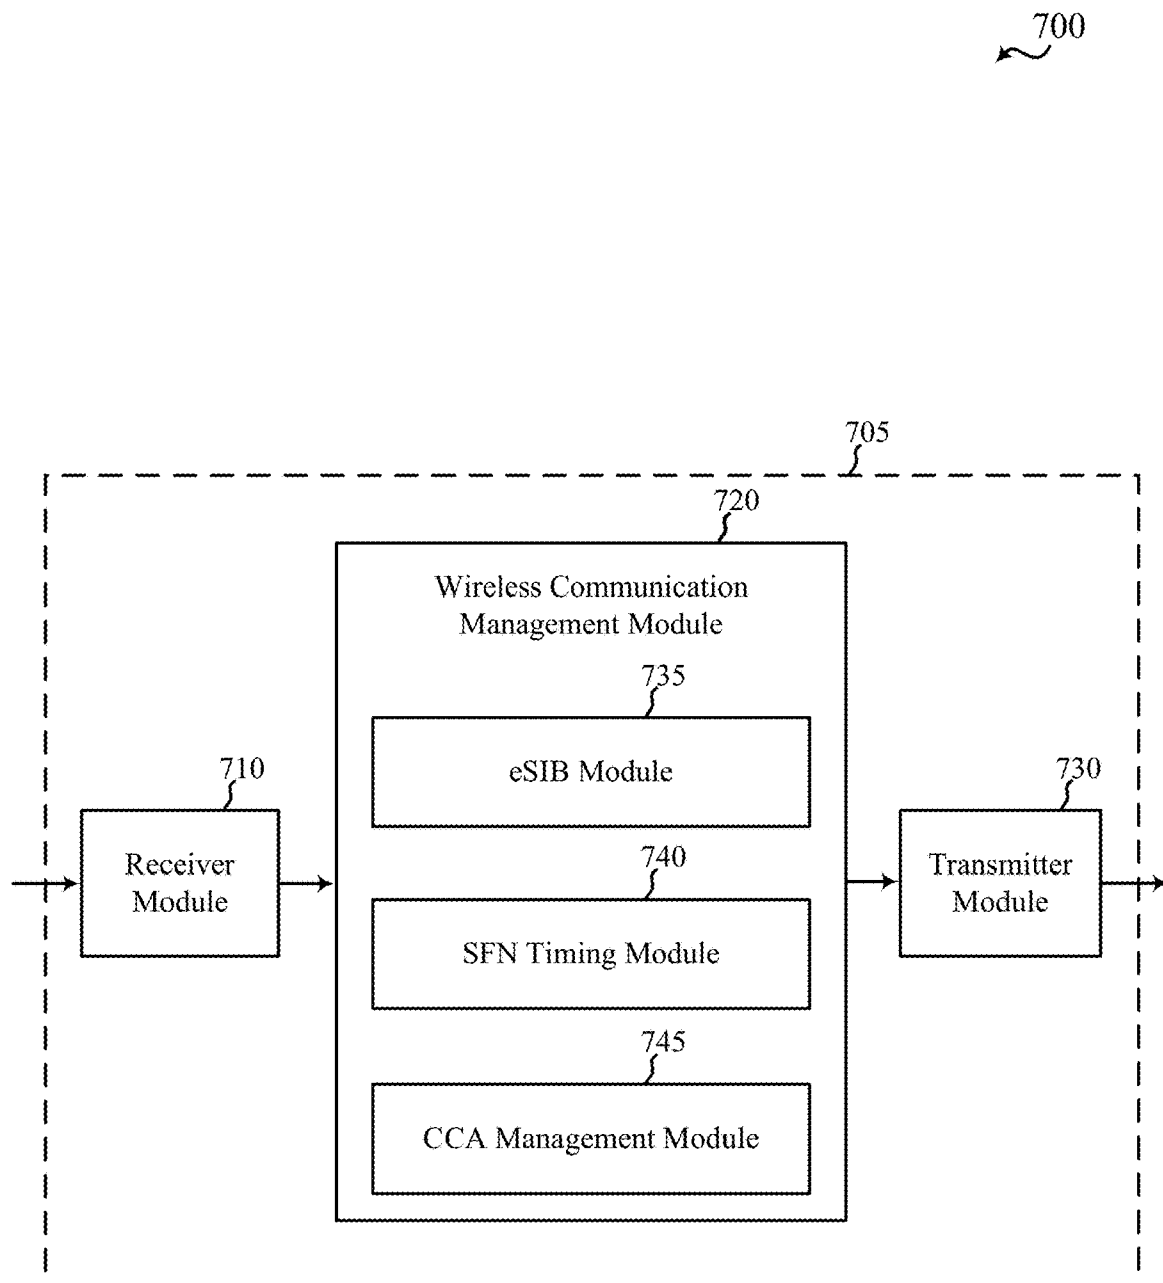 700
705
720
Wireless Communication
Management Module
735
eSIB Module
710
Receiver
Module
740
SFN Timing Module
730
Transmitter
Module
745
CCA Management Module